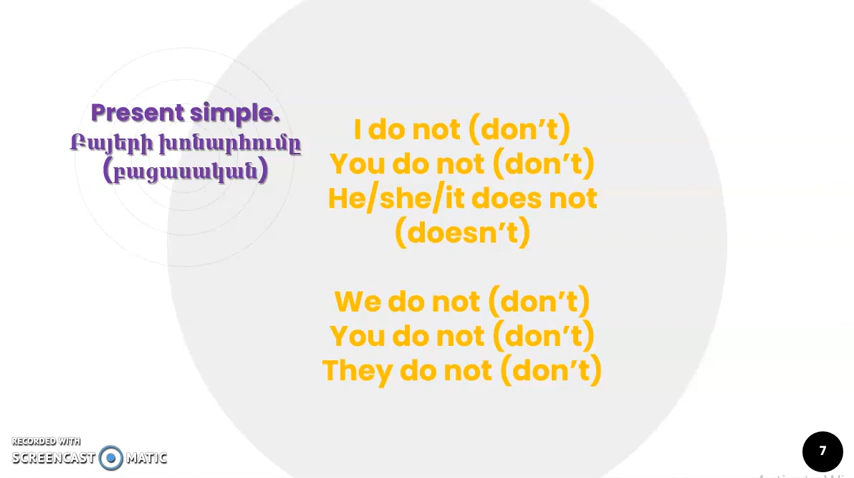 Present simple.
Բայերի խոնարհումը
(բացասական)
I do not (don’t)
You do not (don’t)
He/she/it does not
(doesn’t)
We do not (don’t)
You do not (don’t)
They do not (don’t)
RECORDED WITH
SCREENCAST MATIC
7